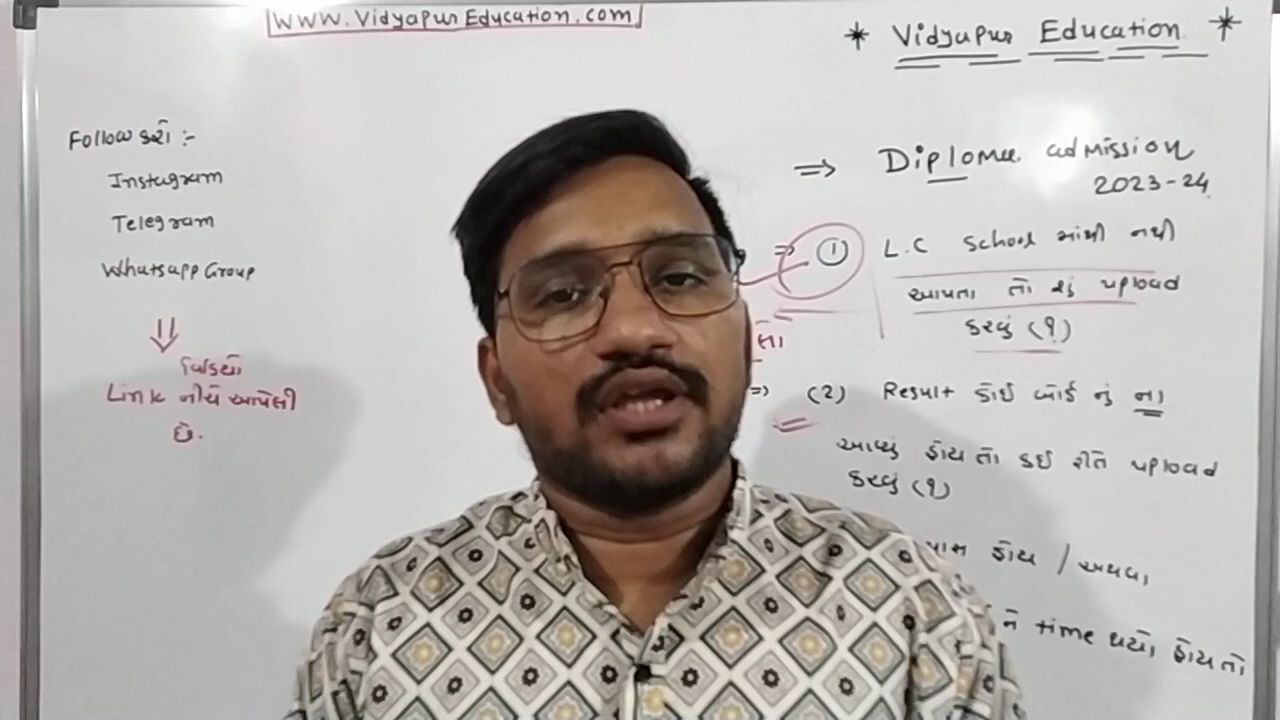 www.VidyapurEducation.com
* Vidyapur Education *
Follow કરો :-
Instagram
Telegram
Whatsapp Group
Link નીચે આપેલી
છે.
⇒ Diploma admission
2023-24
⇒ ① L.C School માંથી નથી
આપતા તો શું upload
કરવું (?)
⇒ (2) Result કોઈ બોર્ડ નું ના
આવ્યું હોય તો કઈ રીતે upload
કરવું (?)
હોય / અથવા
ને time થયો હોય તો